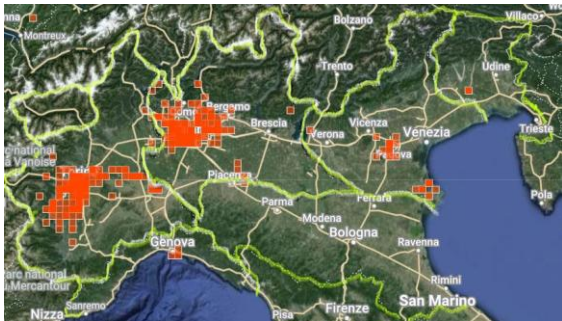 Villaco
Montreux
Bolzano
Udine
Trento
Bergamo
Trieste
Brescia
Verona
Vicenza
Venezia
Piacenza
Pola
Parma
Ferrara
Modena
Bologna
Genova
Ravenna
Rimini
Sanremo
Nizza
Pisa
Firenze
San Marino